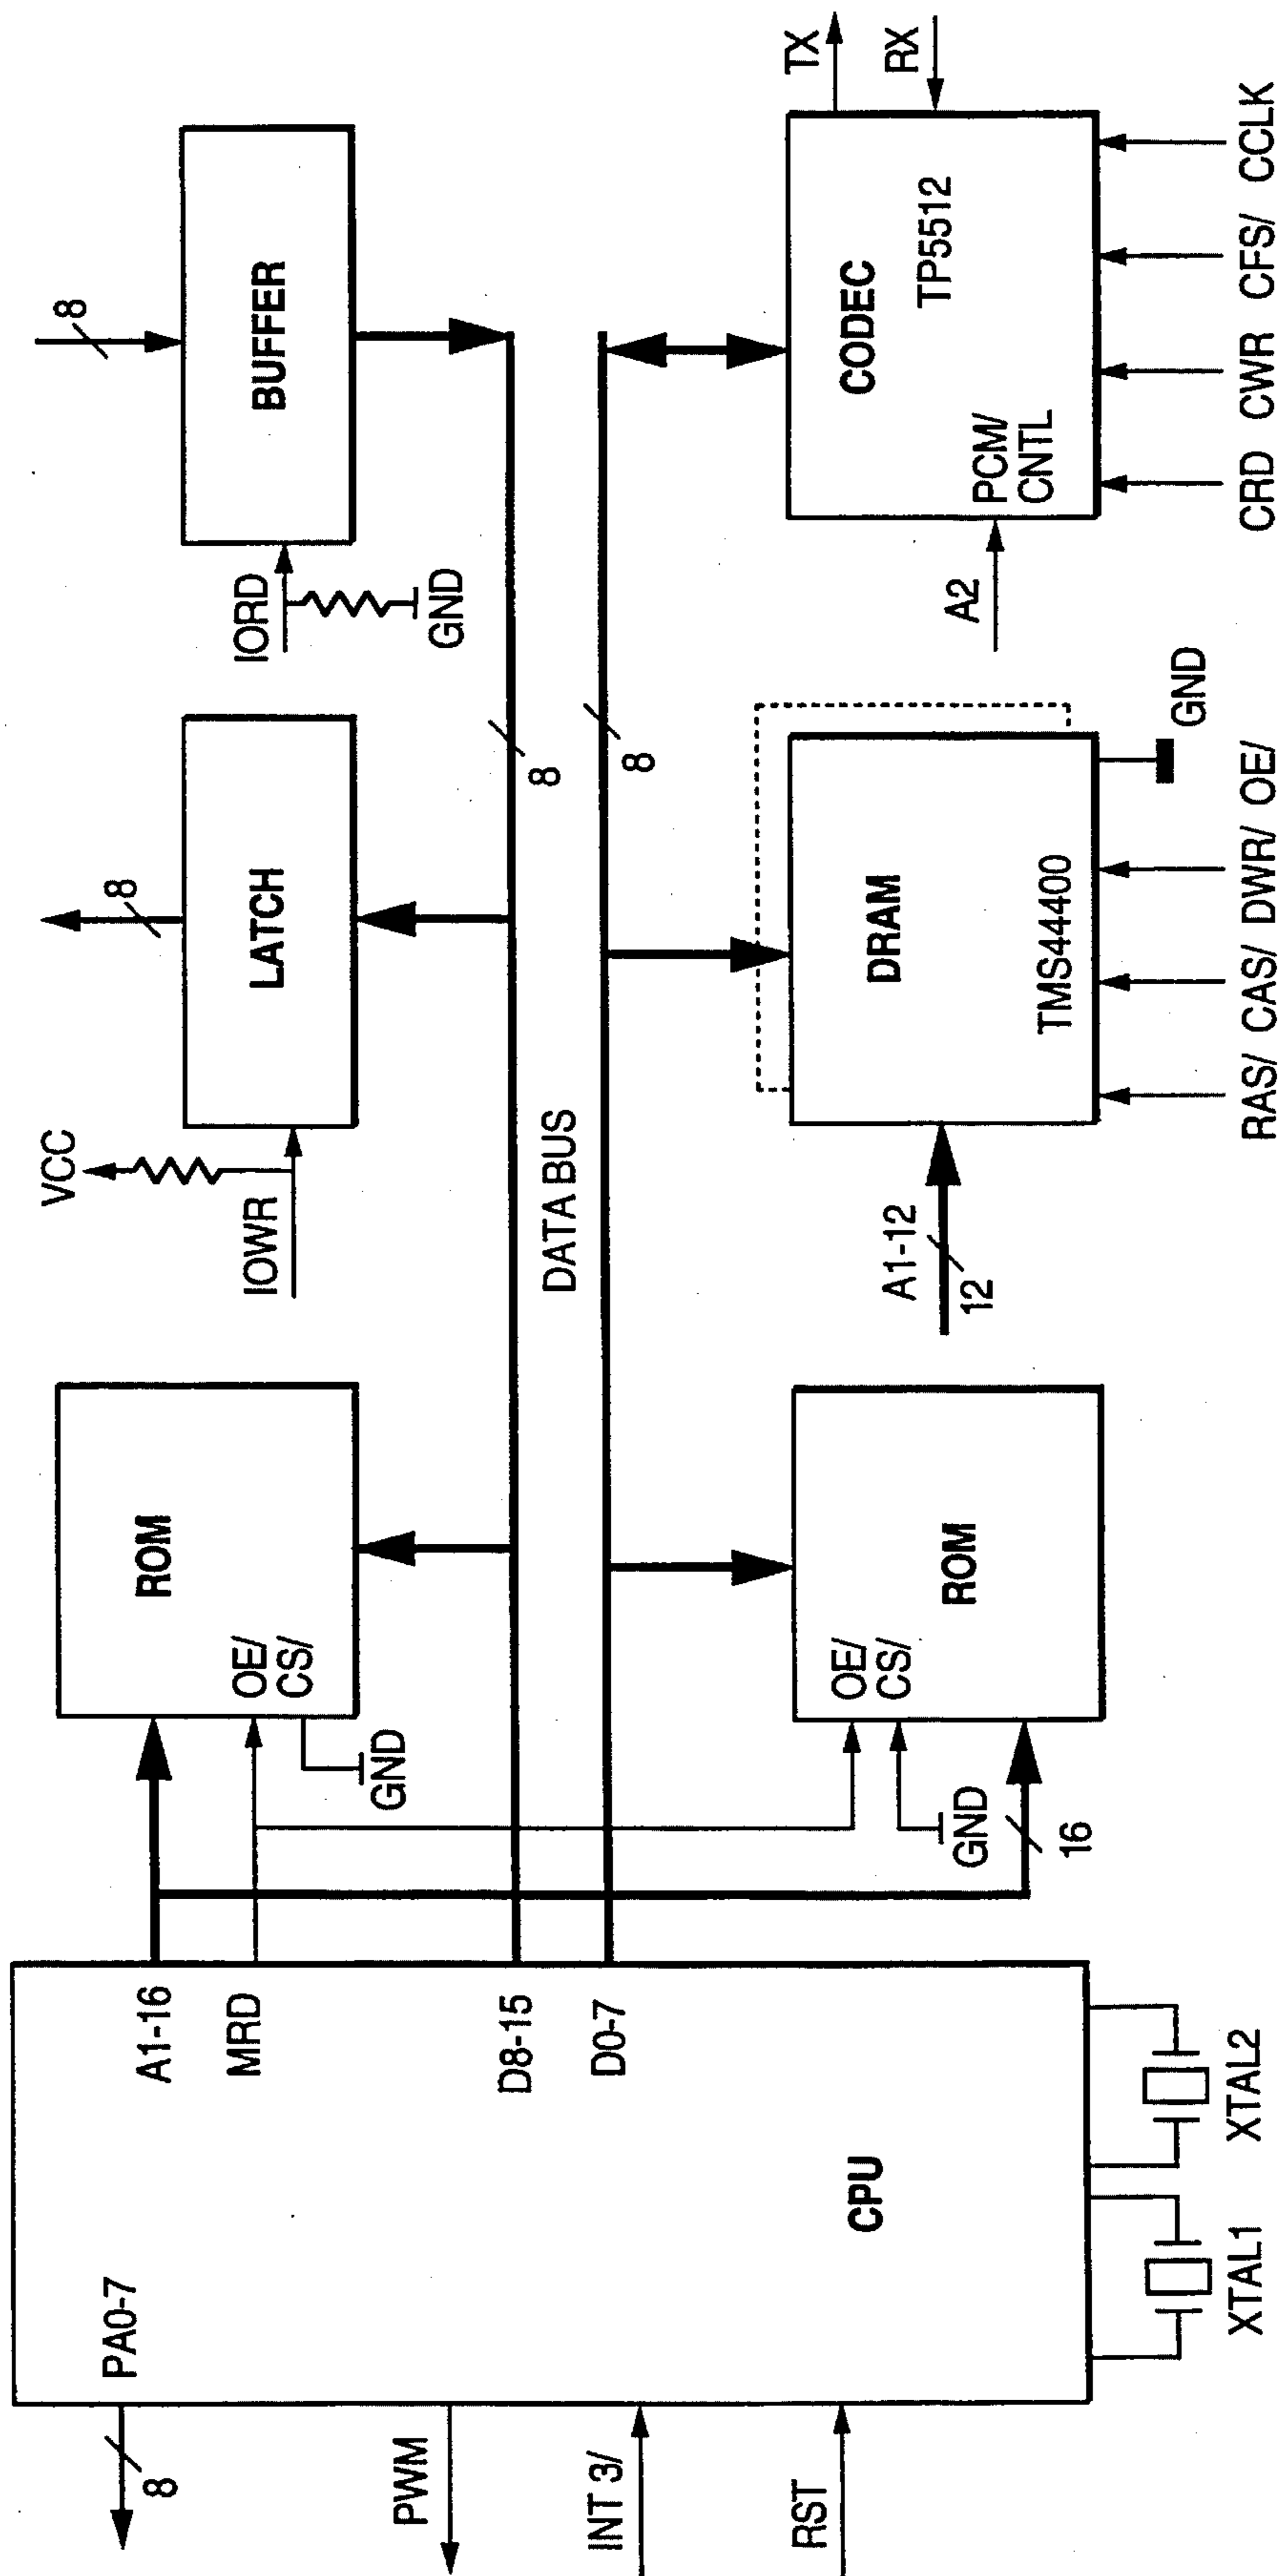 PA0-7
8
PWM
INT 3/
RST
CPU
A1-16
MRD
D8-15
D0-7
XTAL1
XTAL2
ROM
OE/
CS/
GND
ROM
OE/
CS/
GND
16
VCC
IOWR
LATCH
8
IORD
GND
BUFFER
8
DATA BUS
8
8
A1-12
12
DRAM
TMS44400
RAS/ CAS/ DWR/ OE/
GND
A2
PCM/
CNTL
CODEC
TP5512
TX
RX
CRD CWR CFS/ CCLK